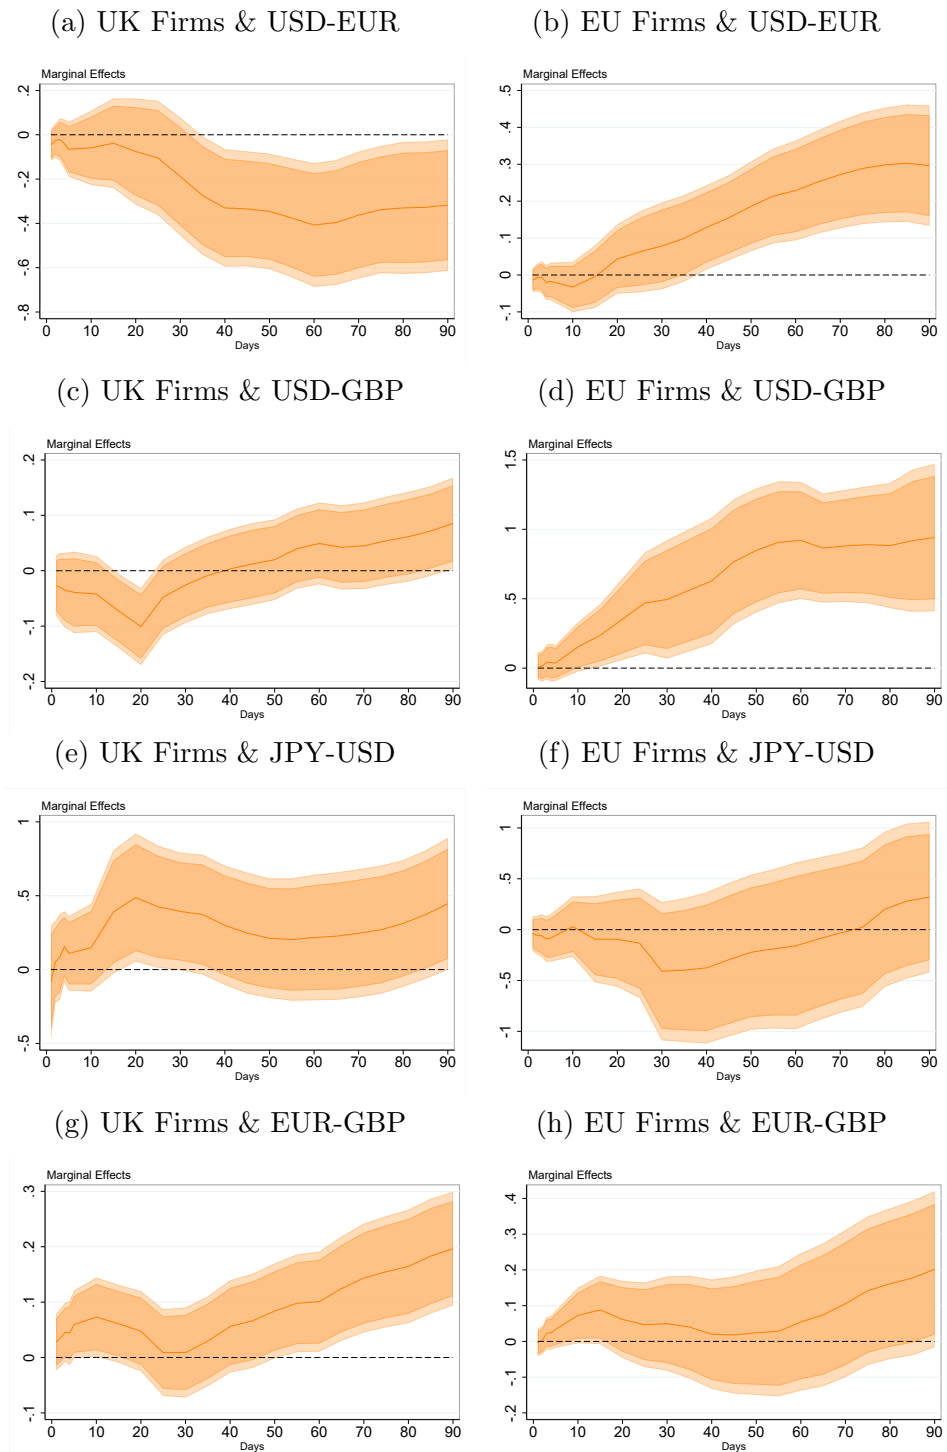 (a) UK Firms & USD-EUR
(b) EU Firms & USD-EUR
Marginal Effects
.2
0
-.2
-.4
-.6
-.8
0 10 20 30 40 50 60 70 80 90
Days
Marginal Effects
.5
.4
.3
.2
.1
0
-.1
0 10 20 30 40 50 60 70 80 90
Days
(c) UK Firms & USD-GBP
(d) EU Firms & USD-GBP
Marginal Effects
.2
.1
0
-.1
-.2
0 10 20 30 40 50 60 70 80 90
Days
Marginal Effects
1.5
1
.5
0
0 10 20 30 40 50 60 70 80 90
Days
(e) UK Firms & JPY-USD
(f) EU Firms & JPY-USD
Marginal Effects
1
.5
0
-.5
0 10 20 30 40 50 60 70 80 90
Days
Marginal Effects
1
.5
0
-.5
-1
0 10 20 30 40 50 60 70 80 90
Days
(g) UK Firms & EUR-GBP
(h) EU Firms & EUR-GBP
Marginal Effects
.3
.2
.1
0
-.1
0 10 20 30 40 50 60 70 80 90
Days
Marginal Effects
.4
.3
.2
.1
0
-.1
-.2
0 10 20 30 40 50 60 70 80 90
Days